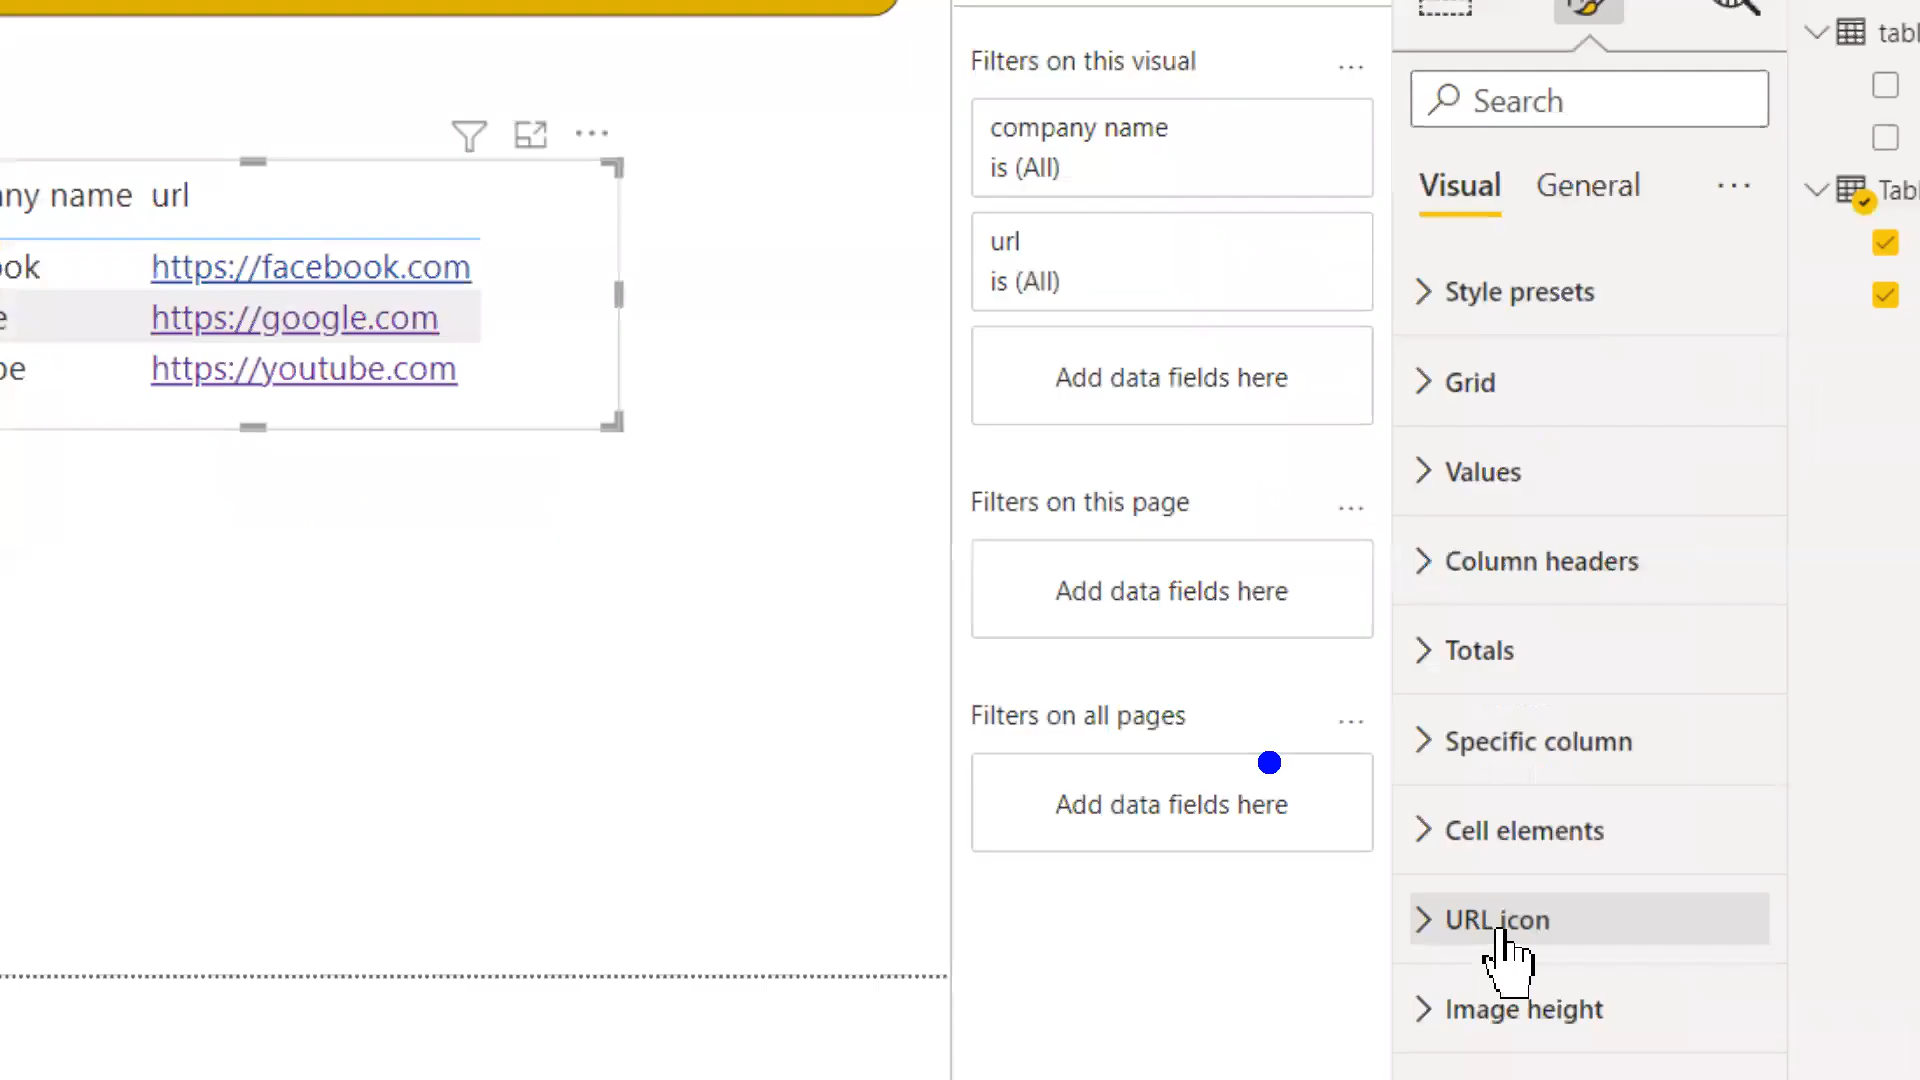 any name url
ook https://facebook.com
e https://google.com
be https://youtube.com
Filters on this visual ...
company name
is (All)
url
is (All)
Add data fields here
Filters on this page ...
Add data fields here
Filters on all pages ...
Add data fields here
Search
Visual General ...
Style presets
Grid
Values
Column headers
Totals
Specific column
Cell elements
URL icon
Image height
tabl
Tabl